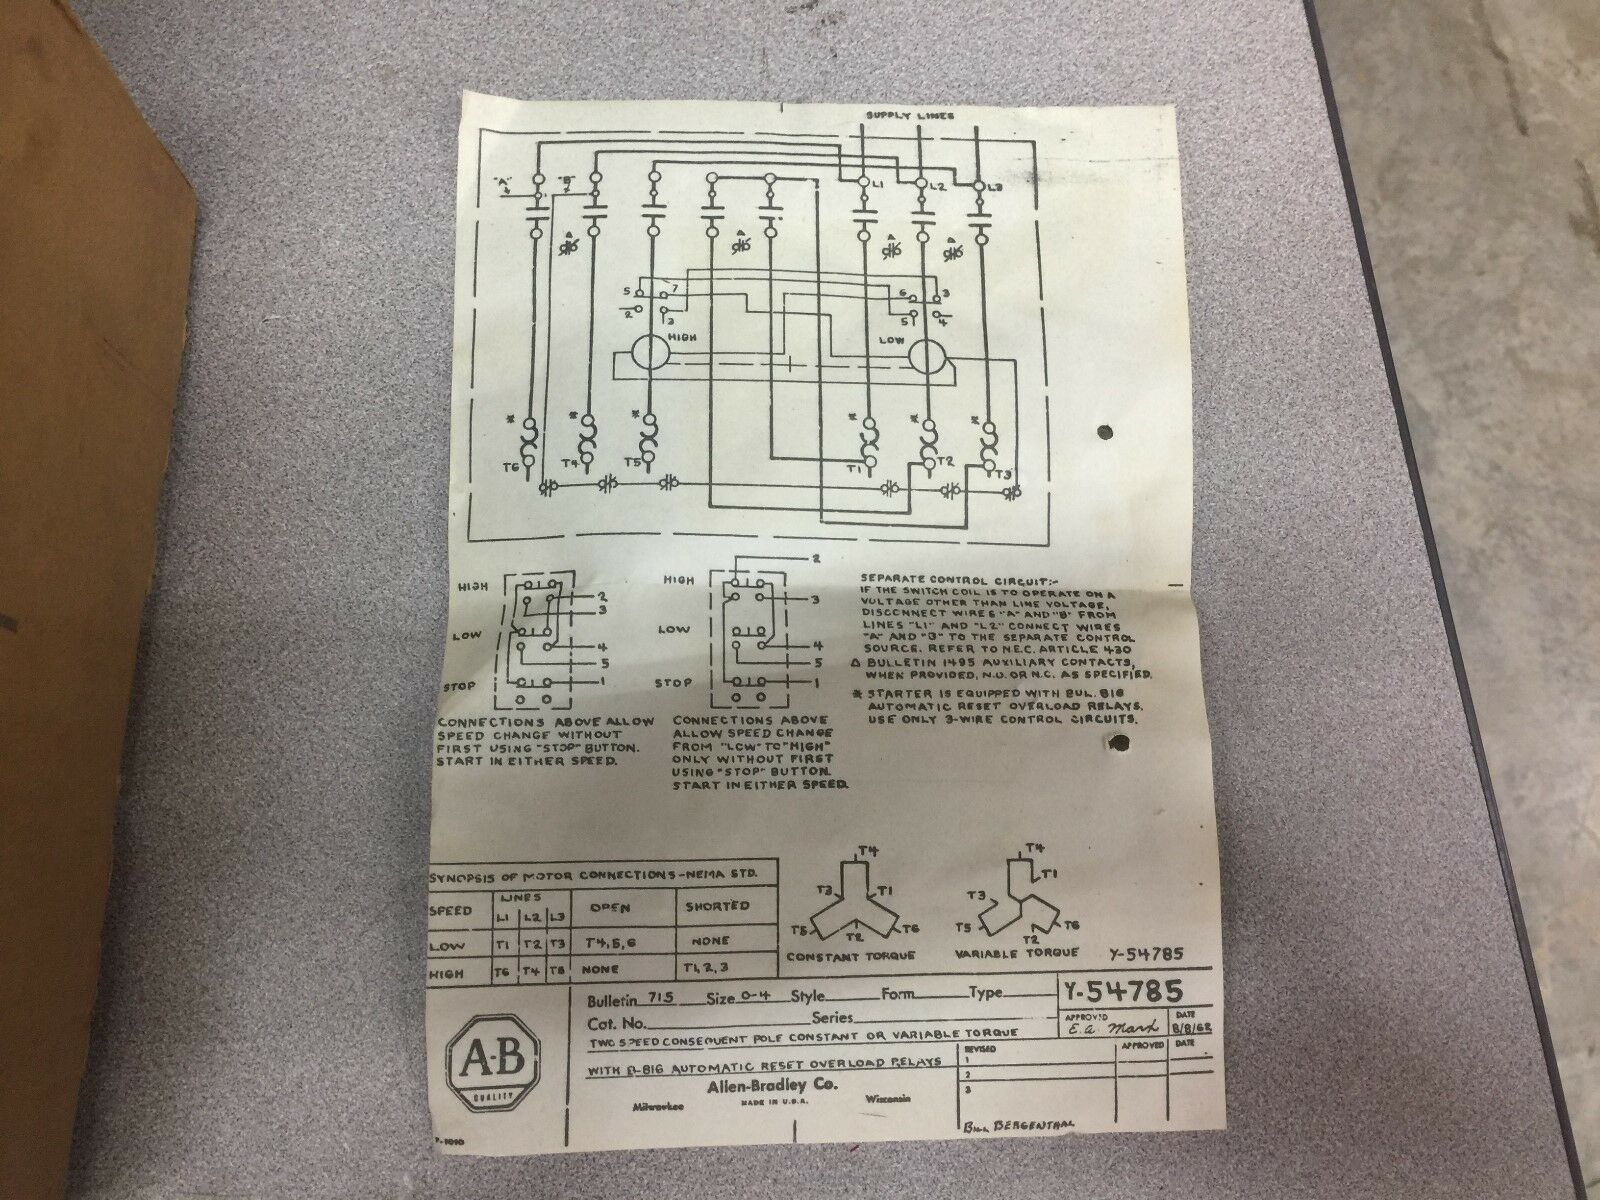 SUPPLY LINES
"A" "B" L1 L2 L3
5 7 6 3
2 3 5 4
HIGH LOW
* * * * * *
T6 T4 T5 T1 T2 T3
HIGH
2
3
LOW
4
5
STOP 1
CONNECTIONS ABOVE ALLOW
SPEED CHANGE WITHOUT
FIRST USING "STOP" BUTTON.
START IN EITHER SPEED.
2
HIGH
3
LOW
4
5
STOP 1
CONNECTIONS ABOVE
ALLOW SPEED CHANGE
FROM "LOW" TO "HIGH"
ONLY WITHOUT FIRST
USING "STOP" BUTTON.
START IN EITHER SPEED.
SEPARATE CONTROL CIRCUIT:-
IF THE SWITCH COIL IS TO OPERATE ON A
VOLTAGE OTHER THAN LINE VOLTAGE,
DISCONNECT WIRES "A" AND "B" FROM
LINES "L1" AND "L2" CONNECT WIRES
"A" AND "B" TO THE SEPARATE CONTROL
SOURCE. REFER TO N.E.C. ARTICLE 430
△ BULLETIN 1495 AUXILIARY CONTACTS,
WHEN PROVIDED, N.O. OR N.C. AS SPECIFIED.
* STARTER IS EQUIPPED WITH BUL. 816
AUTOMATIC RESET OVERLOAD RELAYS.
USE ONLY 3-WIRE CONTROL CIRCUITS.
SYNOPSIS OF MOTOR CONNECTIONS-NEMA STD.
SPEED LINES OPEN SHORTED
L1 L2 L3
LOW T1 T2 T3 T4,5,6 NONE
HIGH T6 T4 T5 NONE T1,2,3
T4
T3 T1
T5 T2 T6
CONSTANT TORQUE
T4
T1
T3
T5 T6
T2
VARIABLE TORQUE
Y-54785
Bulletin 715 Size 0-4 Style Form Type
Cat. No. Series
TWO SPEED CONSEQUENT POLE CONSTANT OR VARIABLE TORQUE
WITH B-816 AUTOMATIC RESET OVERLOAD RELAYS
Allen-Bradley Co.
Milwaukee MADE IN U.S.A. Wisconsin
Y-54785
APPROVED DATE
E.A. Mark 8/8/62
REVISED APPROVED DATE
1
2
3
BILL BERGENTHAL
A-B
QUALITY
P-1010